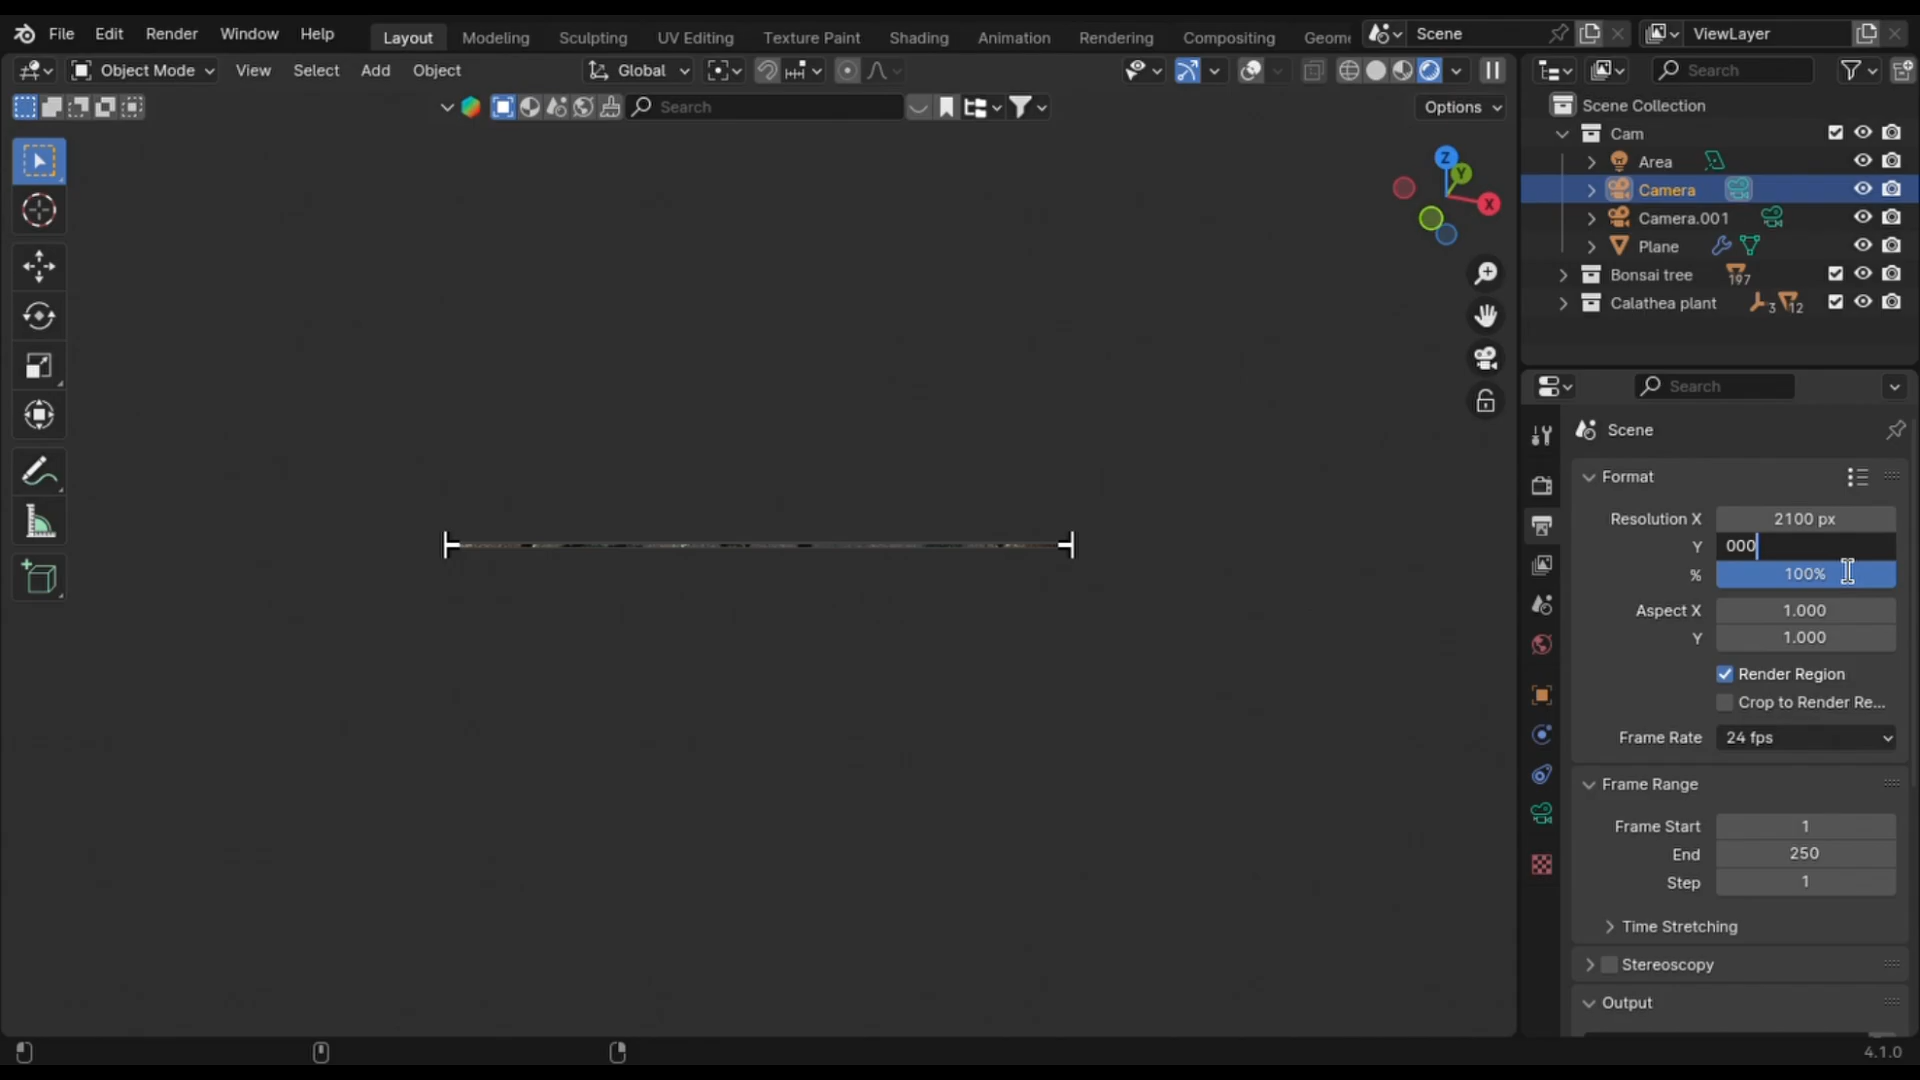 File Edit Render Window Help Layout Modeling Sculpting UV Editing Texture Paint Shading Animation Rendering Compositing Geome Scene ViewLayer
Object Mode View Select Add Object Global Search
Search Options
Scene Collection
Cam
Area
Camera
Camera.001
Plane
Bonsai tree 197
Calathea plant 3 12
Z
Y
X
Search
Scene
Format
Resolution X 2100 px
Y 000
% 100%
Aspect X 1.000
Y 1.000
Render Region
Crop to Render Re...
Frame Rate 24 fps
Frame Range
Frame Start 1
End 250
Step 1
Time Stretching
Stereoscopy
Output
4.1.0